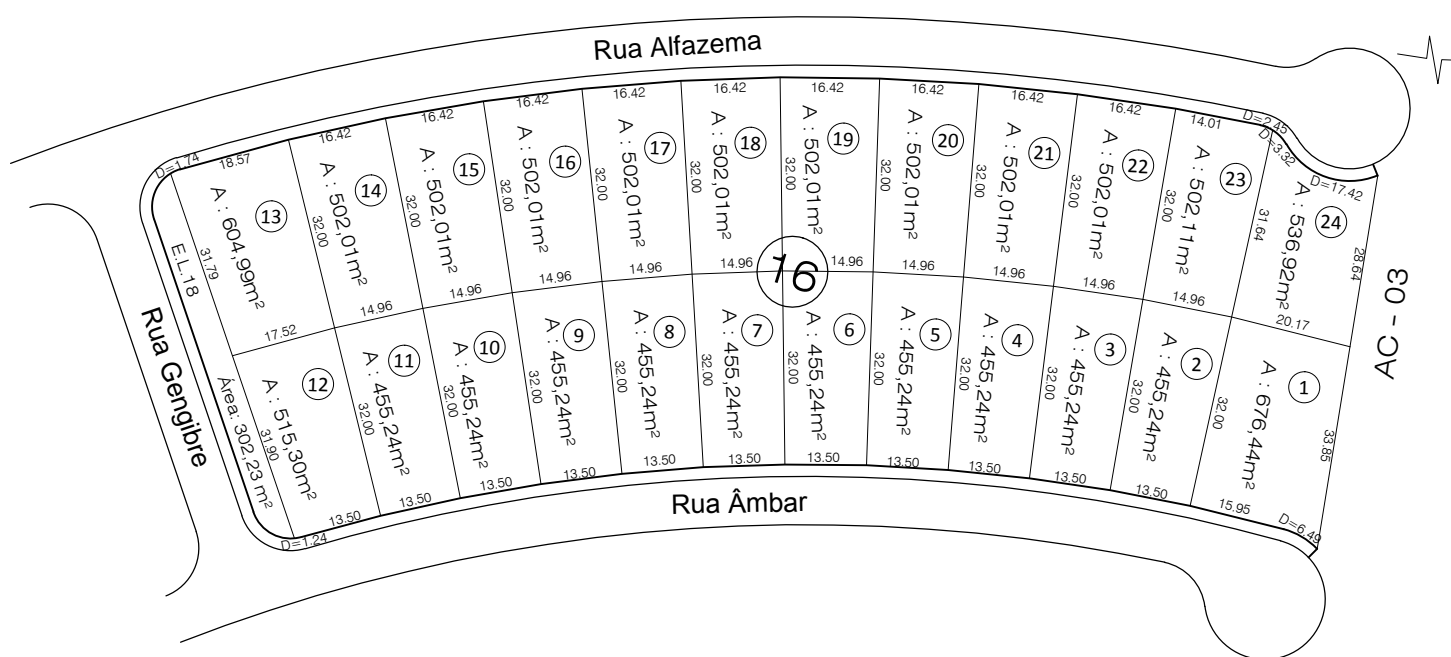 Rua Alfazema
16.42
16.42
16.42
16.42
16.42
16.42
16.42
16.42
16.42
14.01
18.57
D=1.74
D=2.45
D=3.32
D=17.42
13
A : 604,99m²
14
A : 502,01m²
15
A : 502,01m²
16
A : 502,01m²
17
A : 502,01m²
18
A : 502,01m²
19
A : 502,01m²
20
A : 502,01m²
21
A : 502,01m²
22
A : 502,01m²
23
A : 502,11m²
24
A : 536,92m²
31.79
32.00
32.00
32.00
32.00
32.00
32.00
32.00
32.00
32.00
32.00
31.64
28.64
E.L.18
17.52
14.96
14.96
14.96
14.96
14.96
14.96
14.96
14.96
14.96
14.96
20.17
16
AC - 03
Rua Gengibre
Área: 302,23 m²
12
A : 515,30m²
11
A : 455,24m²
10
A : 455,24m²
9
A : 455,24m²
8
A : 455,24m²
7
A : 455,24m²
6
A : 455,24m²
5
A : 455,24m²
4
A : 455,24m²
3
A : 455,24m²
2
A : 455,24m²
1
A : 676,44m²
31.90
32.00
32.00
32.00
32.00
32.00
32.00
32.00
32.00
32.00
32.00
32.00
33.85
D=1.24
13.50
13.50
13.50
13.50
13.50
13.50
13.50
13.50
13.50
13.50
15.95
D=6.49
Rua Âmbar